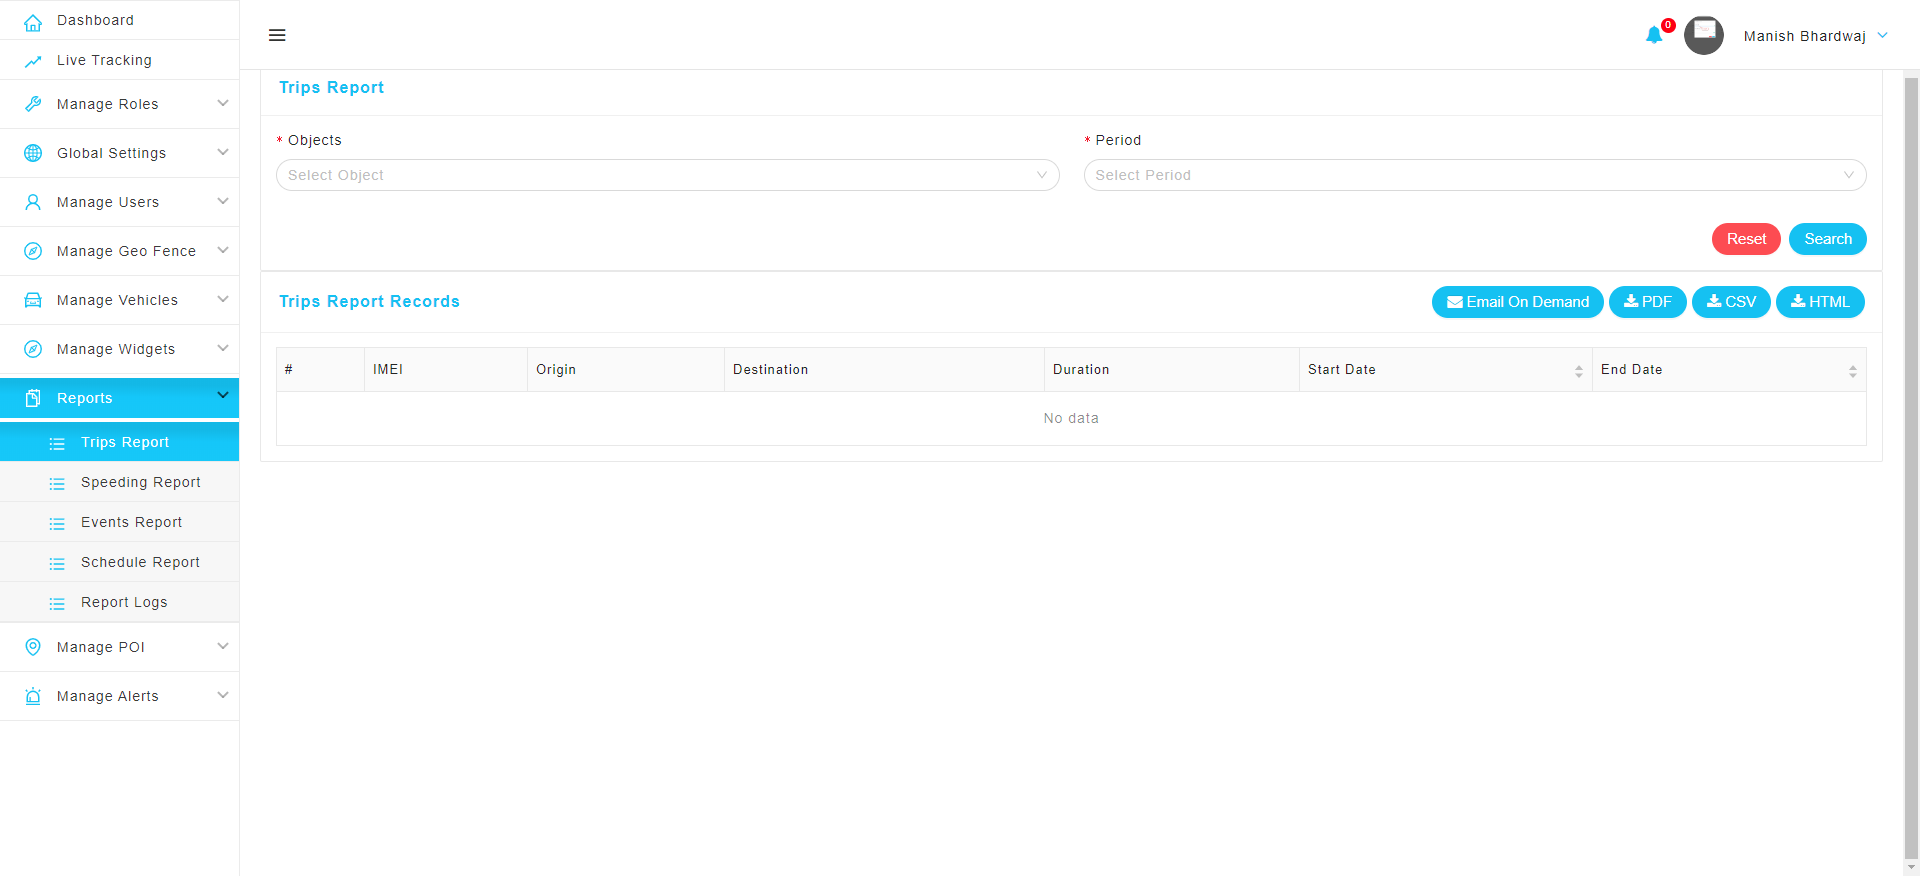 Dashboard
Live Tracking
Manage Roles
Global Settings
Manage Users
Manage Geo Fence
Manage Vehicles
Manage Widgets
Reports
Trips Report
Speeding Report
Events Report
Schedule Report
Report Logs
Manage POI
Manage Alerts
0
Manish Bhardwaj
Trips Report
* Objects
Select Object
* Period
Select Period
Reset Search
Trips Report Records
Email On Demand PDF CSV HTML
# IMEI Origin Destination Duration Start Date End Date
No data